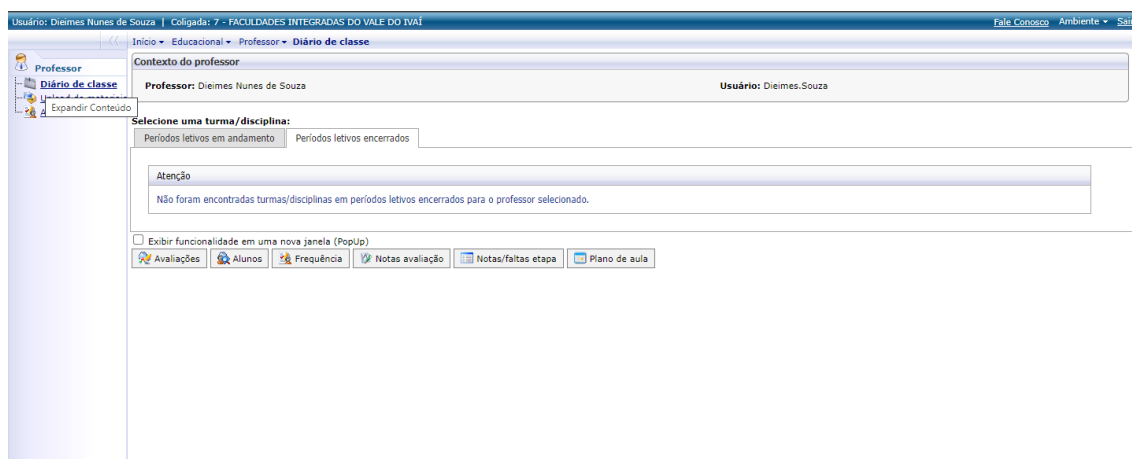 Usuário: Dieimes Nunes de Souza | Coligada: 7 - FACULDADES INTEGRADAS DO VALE DO IVAÍ
Fale Conosco Ambiente Sair
Início Educacional Professor Diário de classe
Professor
Diário de classe
Expandir Conteúdo
Contexto do professor
Professor: Dieimes Nunes de Souza Usuário: Dieimes.Souza
Selecione uma turma/disciplina:
Períodos letivos em andamento Períodos letivos encerrados
Atenção
Não foram encontradas turmas/disciplinas em períodos letivos encerrados para o professor selecionado.
Exibir funcionalidade em uma nova janela (PopUp)
Avaliações Alunos Frequência Notas avaliação Notas/faltas etapa Plano de aula